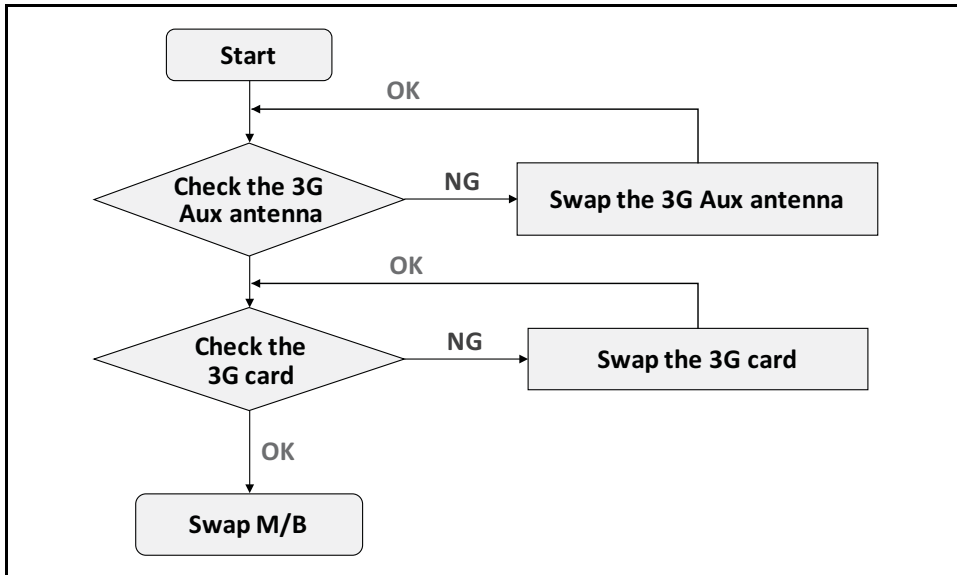 Start
OK
Check the 3G
Aux antenna
NG
Swap the 3G Aux antenna
OK
Check the
3G card
NG
Swap the 3G card
OK
Swap M/B